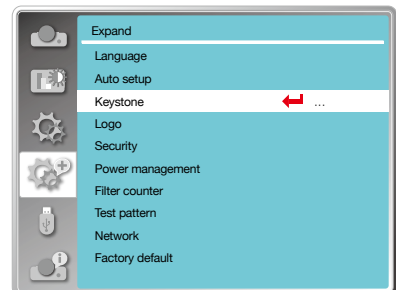 Expand
Language
Auto setup
Keystone ...
Logo
Security
Power management
Filter counter
Test pattern
Network
Factory default